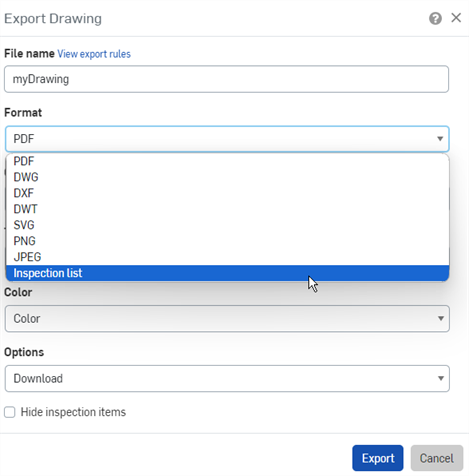 Export Drawing
File name View export rules
myDrawing
Format
PDF
PDF
DWG
DXF
DWT
SVG
PNG
JPEG
Inspection list
Color
Color
Options
Download
Hide inspection items
Export Cancel